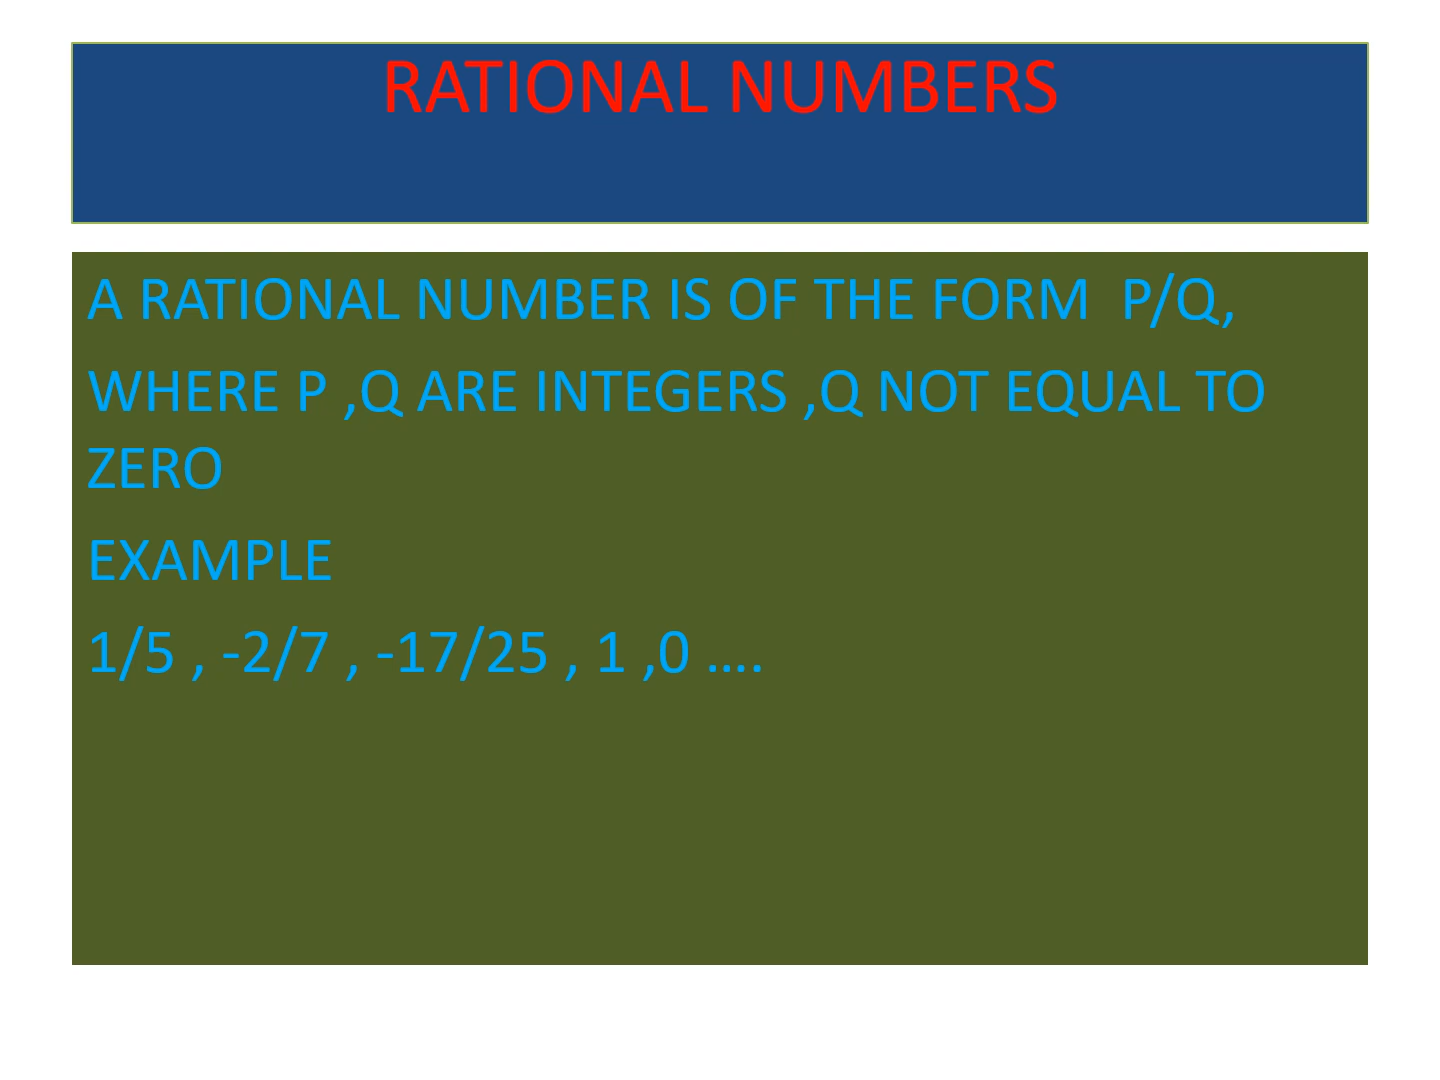 RATIONAL NUMBERS
A RATIONAL NUMBER IS OF THE FORM  P/Q,
WHERE P ,Q ARE INTEGERS ,Q NOT EQUAL TO
ZERO
EXAMPLE
1/5 , -2/7 , -17/25 , 1 ,0 ….